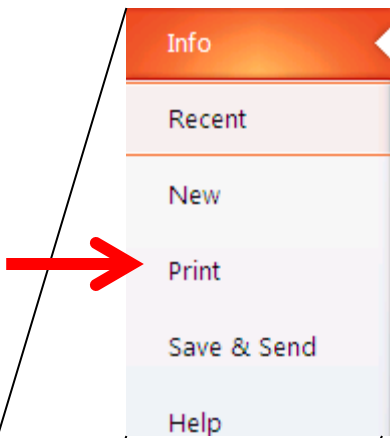 Info
Recent
New
Print
Save & Send
Help